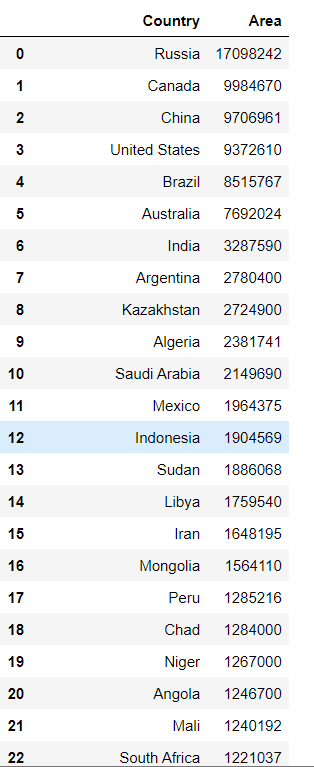 Country Area
0 Russia 17098242
1 Canada 9984670
2 China 9706961
3 United States 9372610
4 Brazil 8515767
5 Australia 7692024
6 India 3287590
7 Argentina 2780400
8 Kazakhstan 2724900
9 Algeria 2381741
10 Saudi Arabia 2149690
11 Mexico 1964375
12 Indonesia 1904569
13 Sudan 1886068
14 Libya 1759540
15 Iran 1648195
16 Mongolia 1564110
17 Peru 1285216
18 Chad 1284000
19 Niger 1267000
20 Angola 1246700
21 Mali 1240192
22 South Africa 1221037